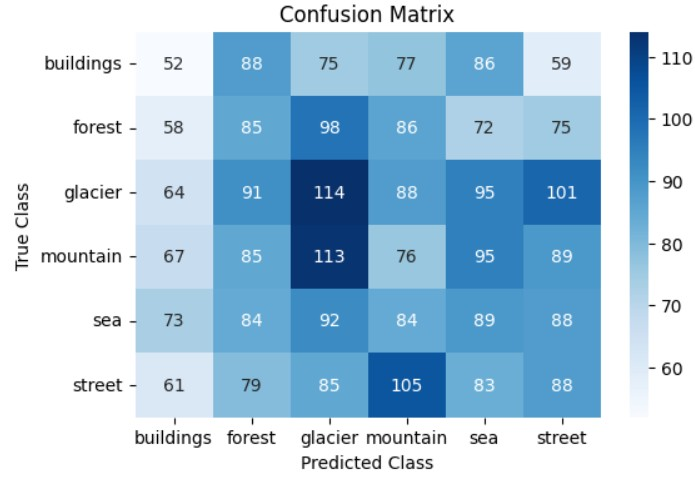 Confusion Matrix
buildings 52 88 75 77 86 59
forest 58 85 98 86 72 75
glacier 64 91 114 88 95 101
mountain 67 85 113 76 95 89
sea 73 84 92 84 89 88
street 61 79 85 105 83 88
buildings forest glacier mountain sea street
Predicted Class
True Class
110
100
90
80
70
60